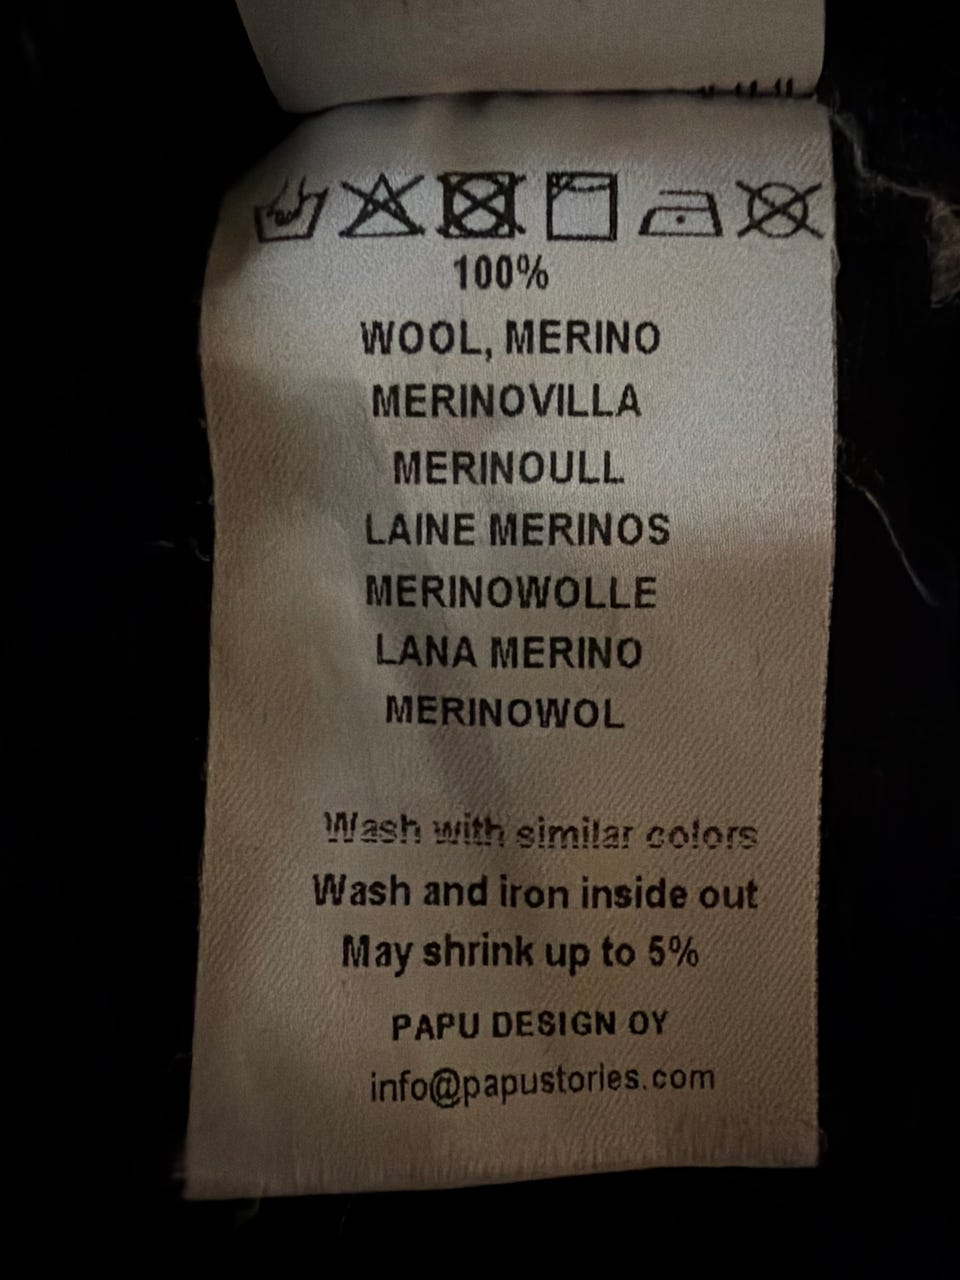 100%
WOOL, MERINO
MERINOVILLA
MERINOULL
LAINE MERINOS
MERINOWOLLE
LANA MERINO
MERINOWOL
Wash with similar colors
Wash and iron inside out
May shrink up to 5%
PAPU DESIGN OY
info@papustories.com